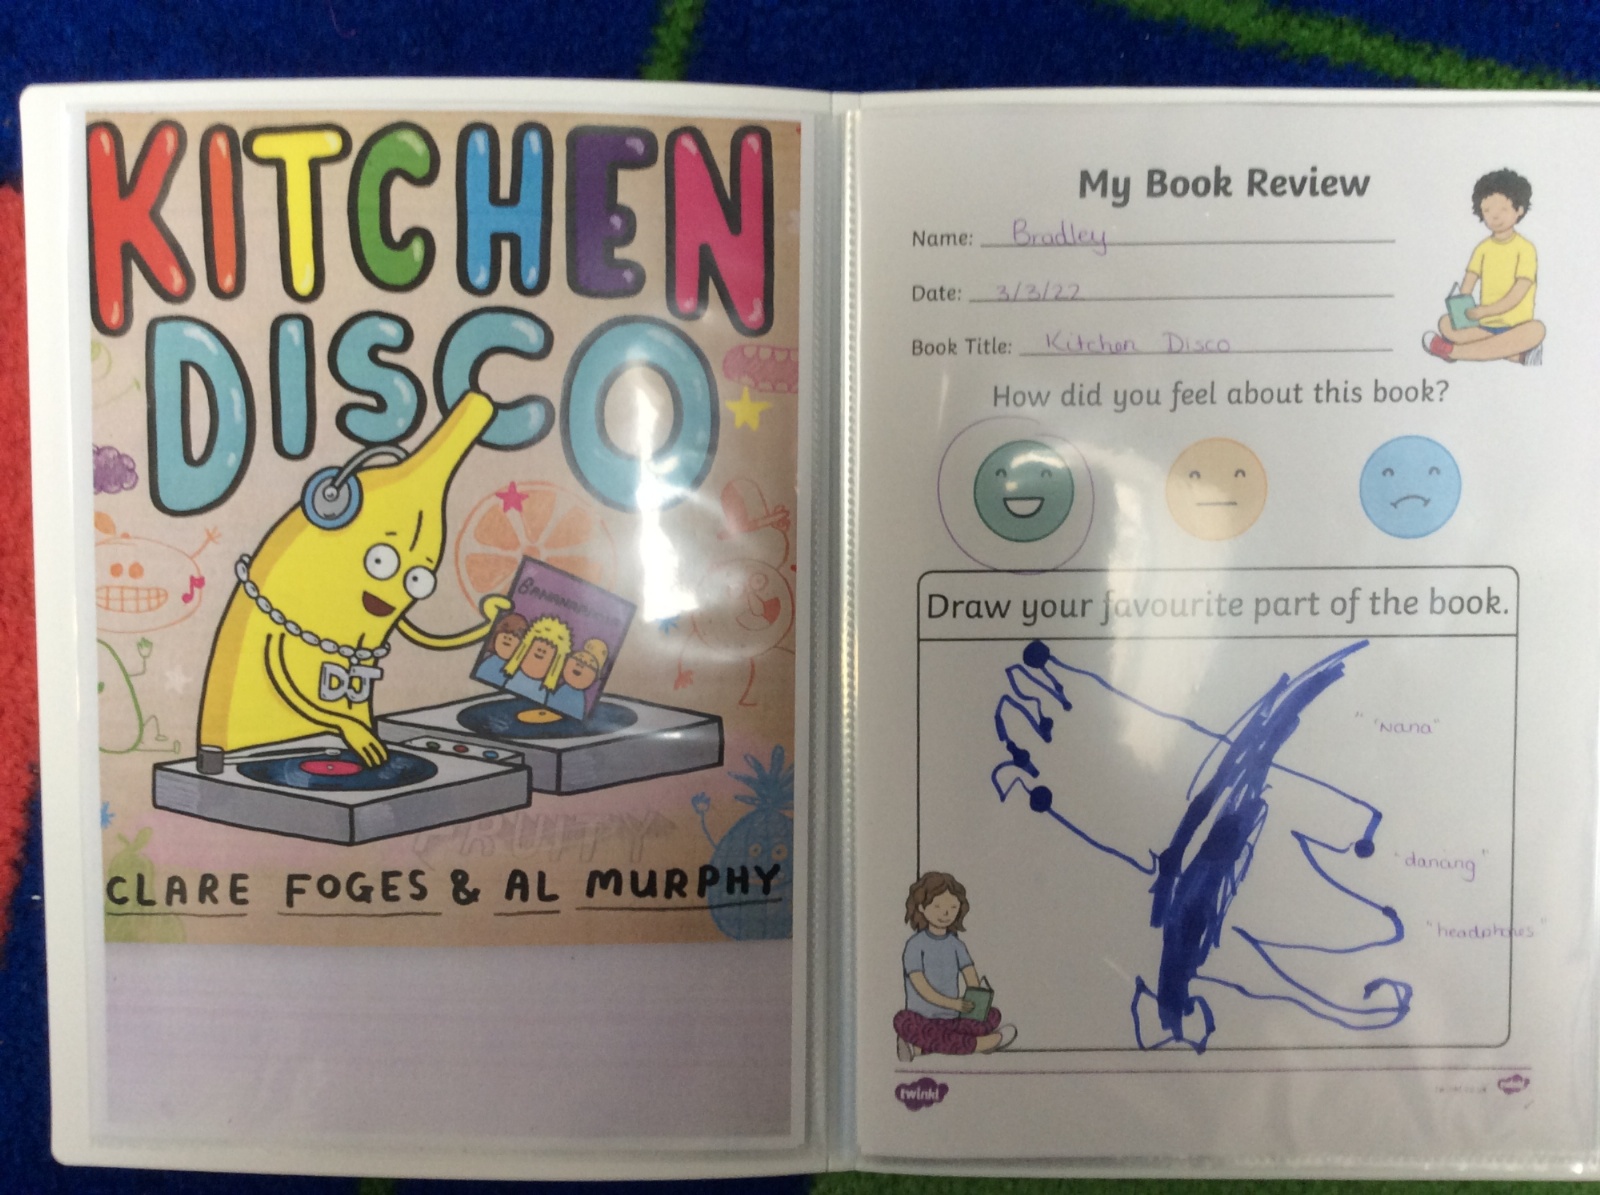 KITCHEN
DISCO
DJ
FRUITY
CLARE FOGES & AL MURPHY
My Book Review
Name: Bradley
Date: 3/3/22
Book Title: Kitchen Disco
How did you feel about this book?
Draw your favourite part of the book.
"Nana"
"dancing"
"headphones"
twinkl